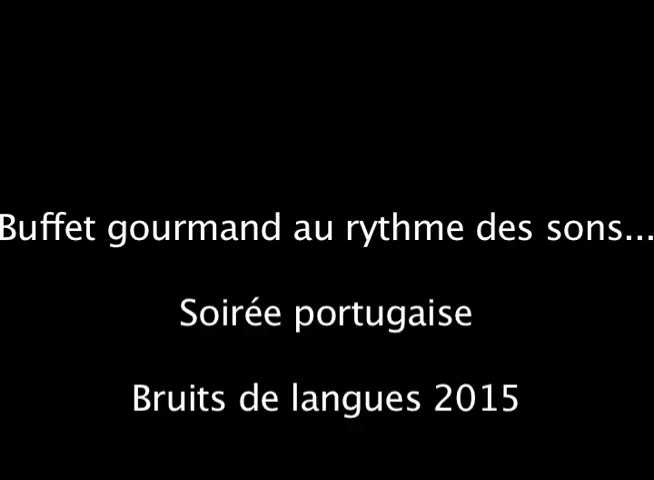 Buffet gourmand au rythme des sons...
Soirée portugaise
Bruits de langues 2015